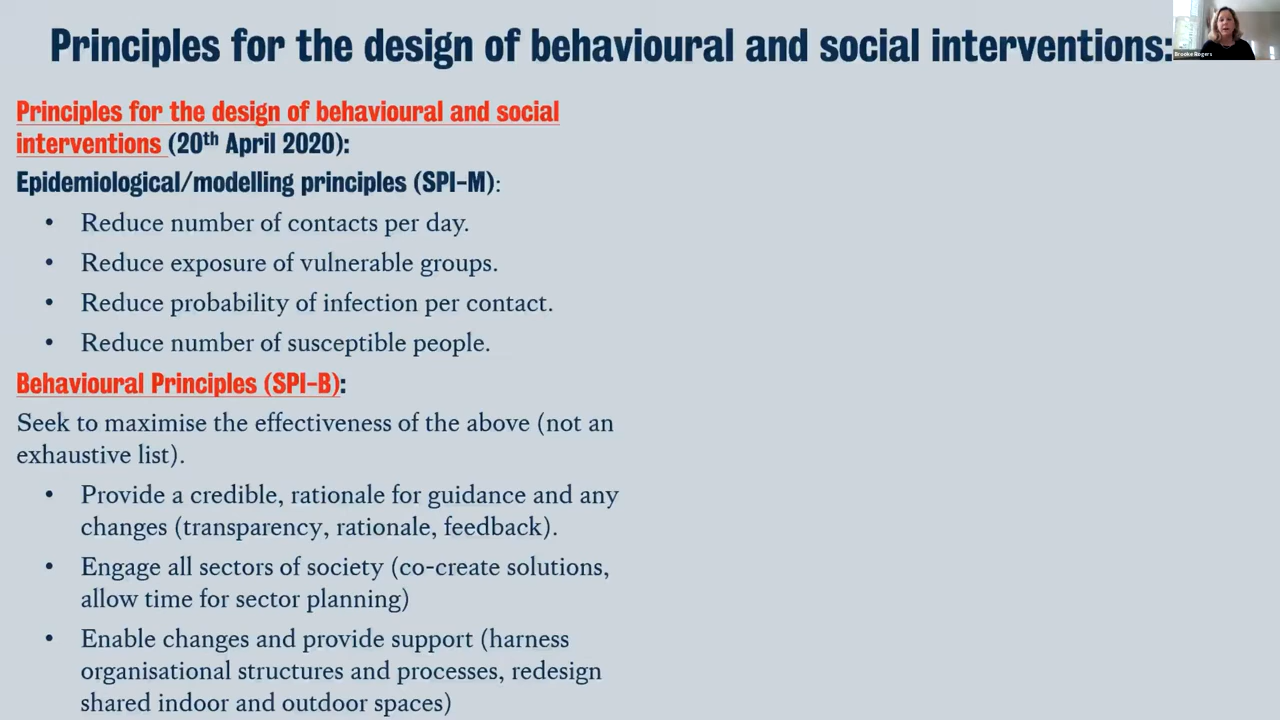 Principles for the design of behavioural and social interventions:
Brooke Rogers
Principles for the design of behavioural and social
interventions (20th April 2020):
Epidemiological/modelling principles (SPI-M):
• Reduce number of contacts per day.
• Reduce exposure of vulnerable groups.
• Reduce probability of infection per contact.
• Reduce number of susceptible people.
Behavioural Principles (SPI-B):
Seek to maximise the effectiveness of the above (not an
exhaustive list).
• Provide a credible, rationale for guidance and any
changes (transparency, rationale, feedback).
• Engage all sectors of society (co-create solutions,
allow time for sector planning)
• Enable changes and provide support (harness
organisational structures and processes, redesign
shared indoor and outdoor spaces)